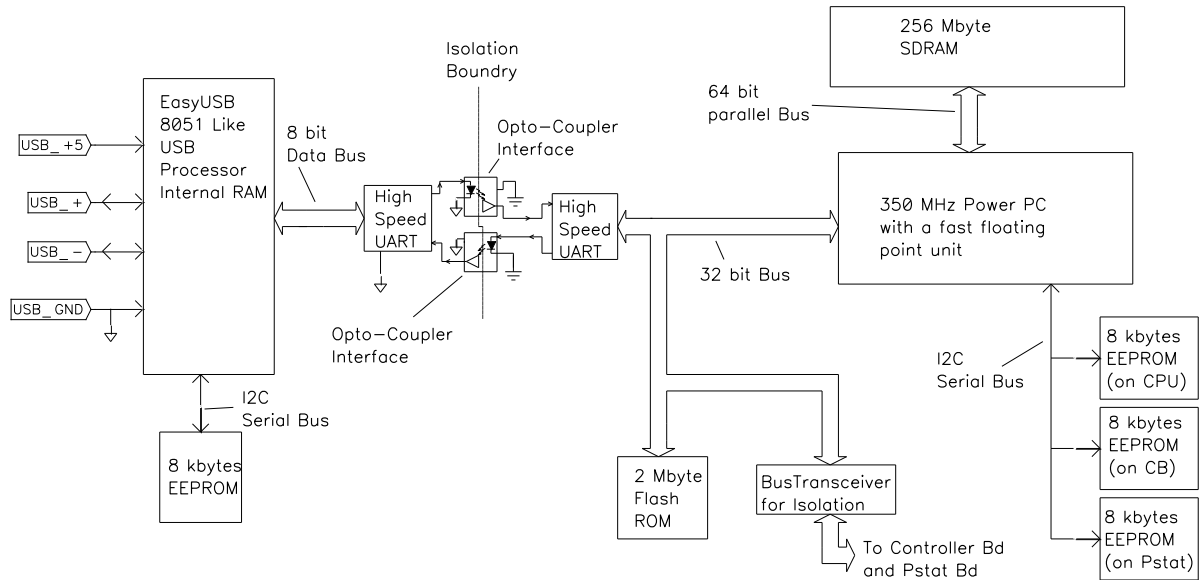 256 Mbyte
SDRAM
Isolation
Boundry
64 bit
parallel Bus
EasyUSB
8051 Like
USB
Processor
Internal RAM
USB_+5
USB_+
USB_-
USB_GND
8 bit
Data Bus
Opto-Coupler
Interface
High
Speed
UART
High
Speed
UART
350 MHz Power PC
with a fast floating
point unit
32 bit Bus
Opto-Coupler
Interface
I2C
Serial Bus
8 kbytes
EEPROM
I2C
Serial Bus
8 kbytes
EEPROM
(on CPU)
8 kbytes
EEPROM
(on CB)
8 kbytes
EEPROM
(on Pstat)
2 Mbyte
Flash
ROM
BusTransceiver
for Isolation
To Controller Bd
and Pstat Bd